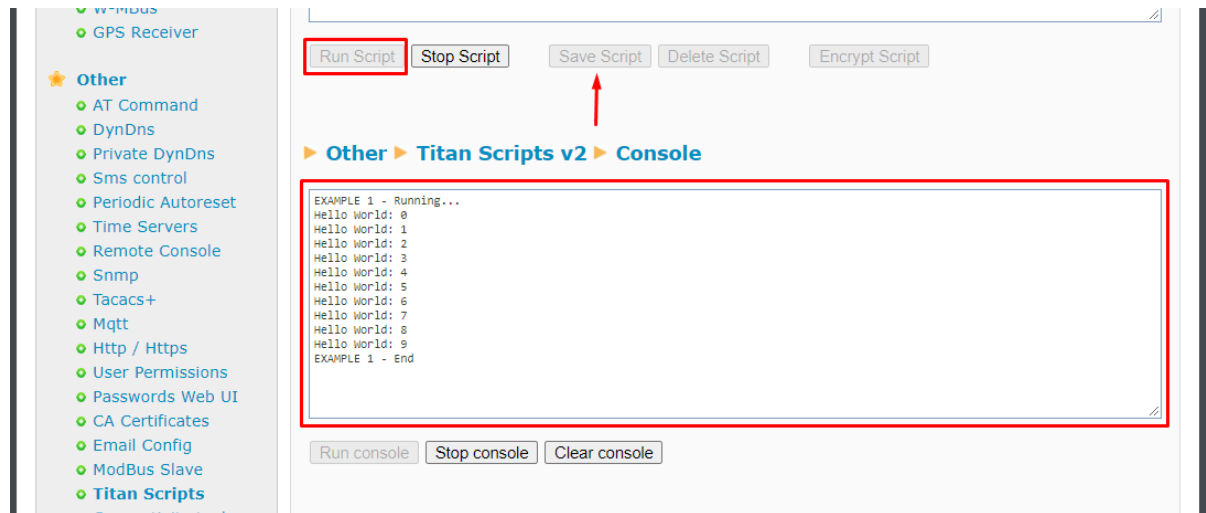 W-MBus
GPS Receiver
Other
AT Command
DynDns
Private DynDns
Sms control
Periodic Autoreset
Time Servers
Remote Console
Snmp
Tacacs+
Mqtt
Http / Https
User Permissions
Passwords Web UI
CA Certificates
Email Config
ModBus Slave
Titan Scripts
Run Script Stop Script Save Script Delete Script Encrypt Script
Other Titan Scripts v2 Console
EXAMPLE 1 - Running...
Hello World: 0
Hello World: 1
Hello World: 2
Hello World: 3
Hello World: 4
Hello World: 5
Hello World: 6
Hello World: 7
Hello World: 8
Hello World: 9
EXAMPLE 1 - End
Run console Stop console Clear console